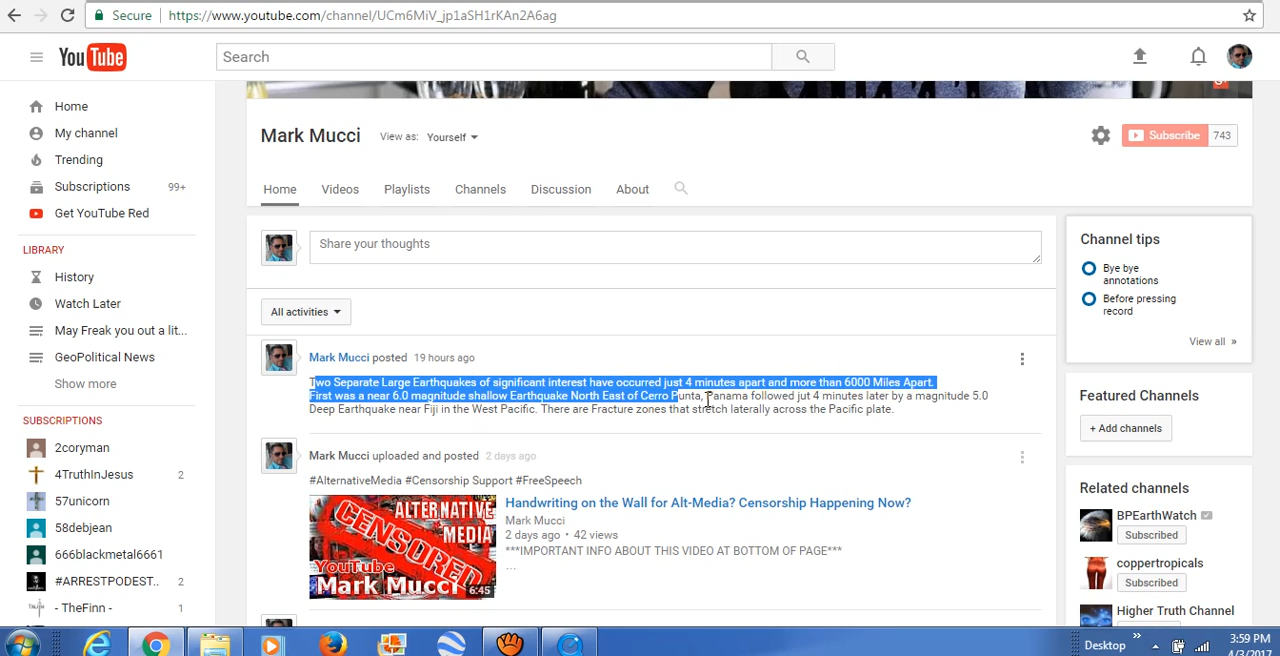 Secure
https://www.youtube.com/channel/UCm6MiV_jp1aSH1rKAn2A6ag
YouTube
Search
Home
My channel
Trending
Subscriptions 99+
Get YouTube Red
LIBRARY
History
Watch Later
May Freak you out a lit...
GeoPolitical News
Show more
SUBSCRIPTIONS
2coryman
4TruthInJesus 2
57unicorn
58debjean
666blackmetal6661
#ARRESTPODEST.. 2
- TheFinn - 1
Mark Mucci View as: Yourself
Subscribe 743
Home Videos Playlists Channels Discussion About
Share your thoughts
All activities
Mark Mucci posted 19 hours ago
Two Separate Large Earthquakes of significant interest have occurred just 4 minutes apart and more than 6000 Miles Apart.
First was a near 6.0 magnitude shallow Earthquake North East of Cerro Punta, Panama followed jut 4 minutes later by a magnitude 5.0
Deep Earthquake near Fiji in the West Pacific. There are Fracture zones that stretch laterally across the Pacific plate.
Mark Mucci uploaded and posted 2 days ago
#AlternativeMedia #Censorship Support #FreeSpeech
ALTERNATIVE
MEDIA
CENSORED
YouTube
Mark Mucci
6:45
Handwriting on the Wall for Alt-Media? Censorship Happening Now?
Mark Mucci
2 days ago • 42 views
***IMPORTANT INFO ABOUT THIS VIDEO AT BOTTOM OF PAGE***
...
Channel tips
Bye bye
annotations
Before pressing
record
View all »
Featured Channels
+ Add channels
Related channels
BPEarthWatch
Subscribed
coppertropicals
Subscribed
Higher Truth Channel
Desktop
3:59 PM
4/3/2017